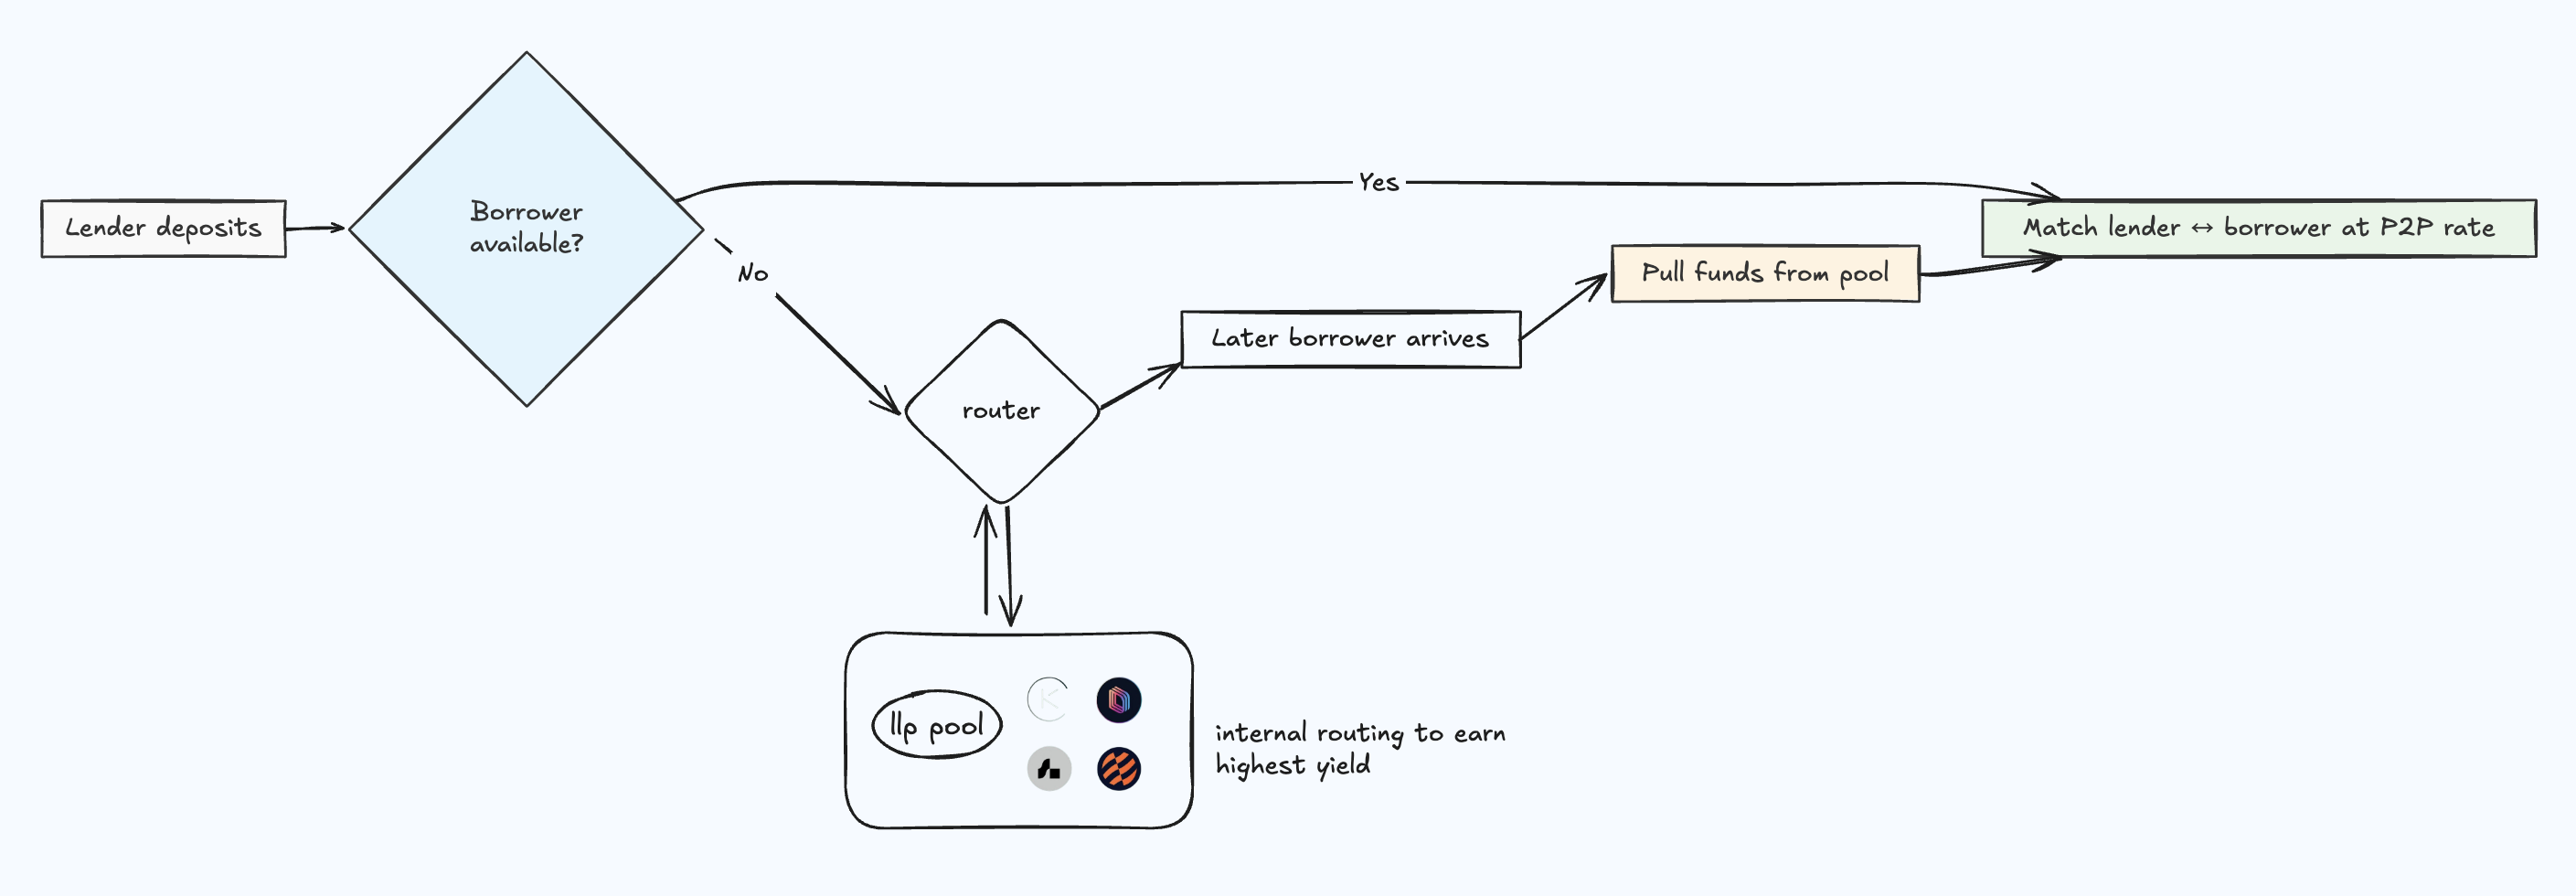 Lender deposits
Borrower
available?
Yes
No
Match lender ↔ borrower at P2P rate
Pull funds from pool
Later borrower arrives
router
llp pool
internal routing to earn
highest yield